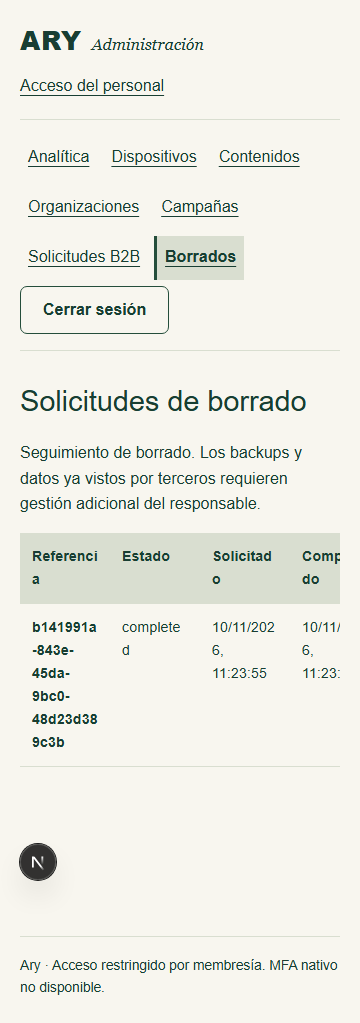 ARY Administración
Acceso del personal
Analítica Dispositivos Contenidos
Organizaciones Campañas
Solicitudes B2B Borrados
Cerrar sesión
Solicitudes de borrado
Seguimiento de borrado. Los backups y
datos ya vistos por terceros requieren
gestión adicional del responsable.
Referenci Estado Solicitad Comp
a o do
b141991a complete 10/11/202 10/11/
-843e- d 6, 6,
45da- 11:23:55 11:23:
9bc0-
48d23d38
9c3b
N
Ary · Acceso restringido por membresía. MFA nativo
no disponible.